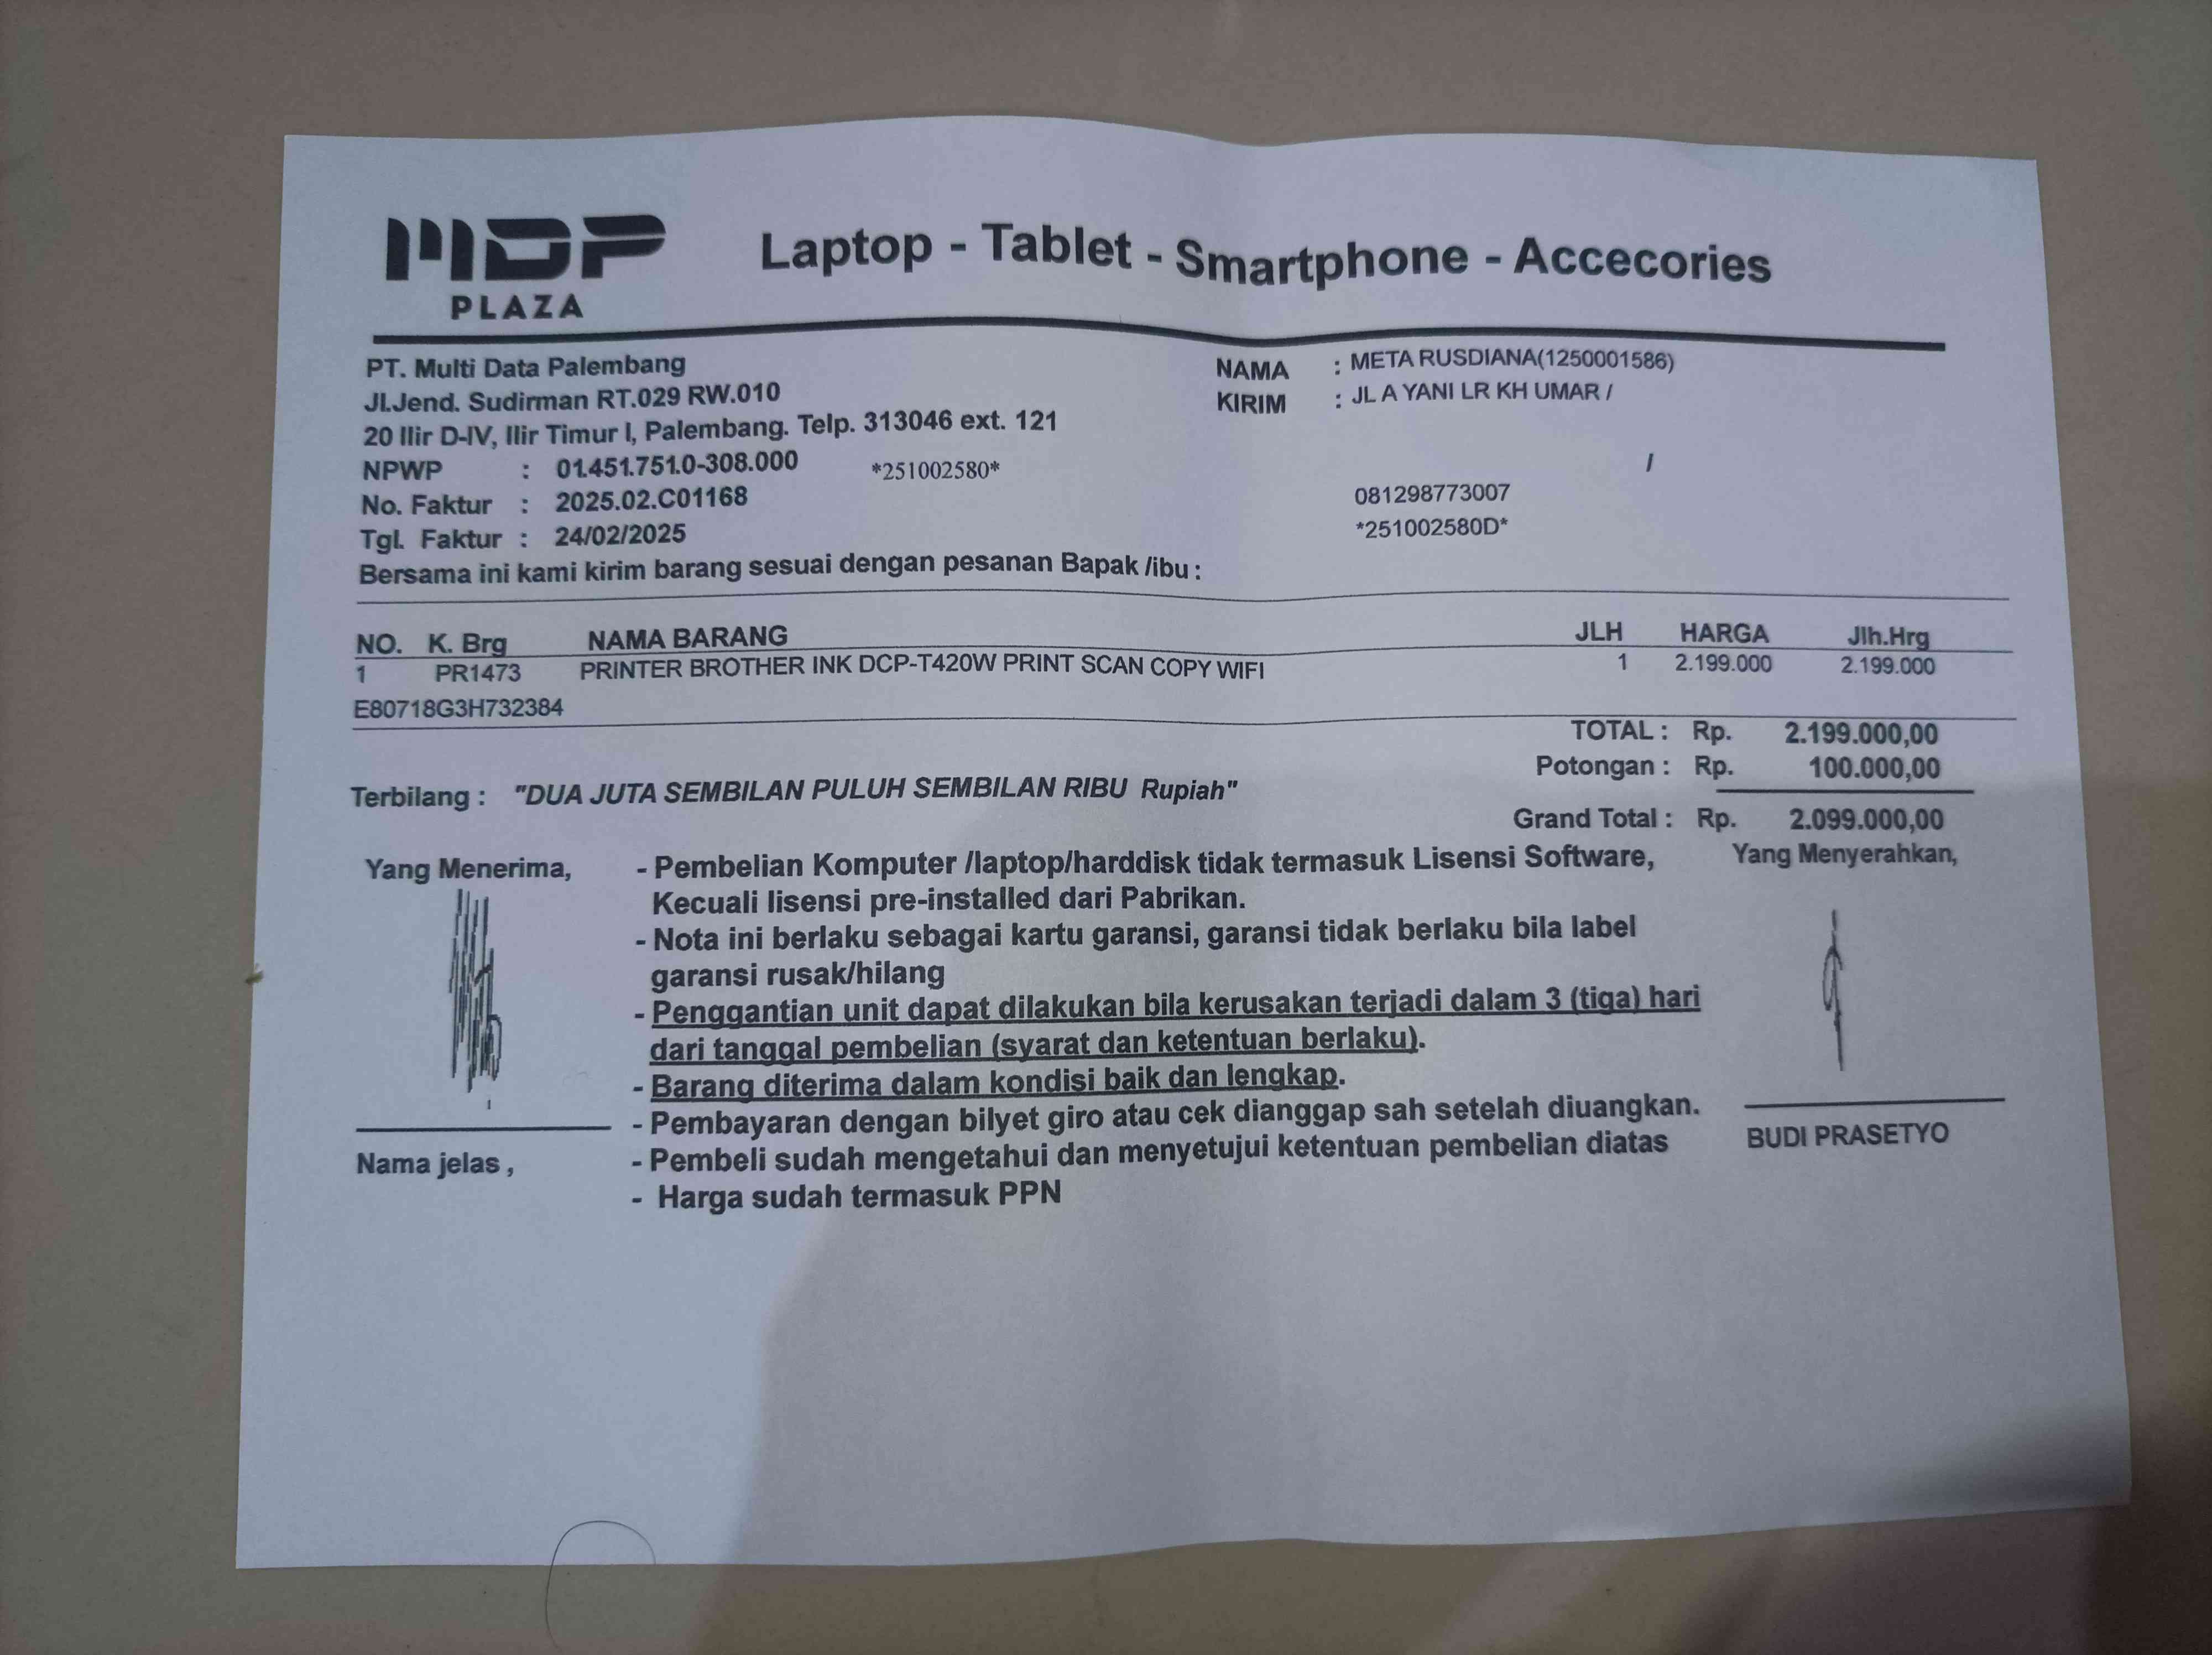 MDP PLAZA
Laptop - Tablet - Smartphone - Accecories
PT. Multi Data Palembang
Jl.Jend. Sudirman RT.029 RW.010
20 Ilir D-IV, Ilir Timur I, Palembang. Telp. 313046 ext. 121
NPWP : 01.451.751.0-308.000 *251002580*
No. Faktur : 2025.02.C01168
Tgl. Faktur : 24/02/2025
NAMA : META RUSDIANA(1250001586)
KIRIM : JL A YANI LR KH UMAR /
/
081298773007
*251002580D*
Bersama ini kami kirim barang sesuai dengan pesanan Bapak /ibu :
NO. K. Brg NAMA BARANG JLH HARGA Jlh.Hrg
1 PR1473 PRINTER BROTHER INK DCP-T420W PRINT SCAN COPY WIFI 1 2.199.000 2.199.000
E80718G3H732384
TOTAL : Rp. 2.199.000,00
Potongan : Rp. 100.000,00
Terbilang : "DUA JUTA SEMBILAN PULUH SEMBILAN RIBU Rupiah"
Grand Total : Rp. 2.099.000,00
Yang Menerima,
Nama jelas ,
- Pembelian Komputer /laptop/harddisk tidak termasuk Lisensi Software,
Kecuali lisensi pre-installed dari Pabrikan.
- Nota ini berlaku sebagai kartu garansi, garansi tidak berlaku bila label
garansi rusak/hilang
- Penggantian unit dapat dilakukan bila kerusakan terjadi dalam 3 (tiga) hari
dari tanggal pembelian (syarat dan ketentuan berlaku).
- Barang diterima dalam kondisi baik dan lengkap.
- Pembayaran dengan bilyet giro atau cek dianggap sah setelah diuangkan.
- Pembeli sudah mengetahui dan menyetujui ketentuan pembelian diatas
- Harga sudah termasuk PPN
Yang Menyerahkan,
BUDI PRASETYO